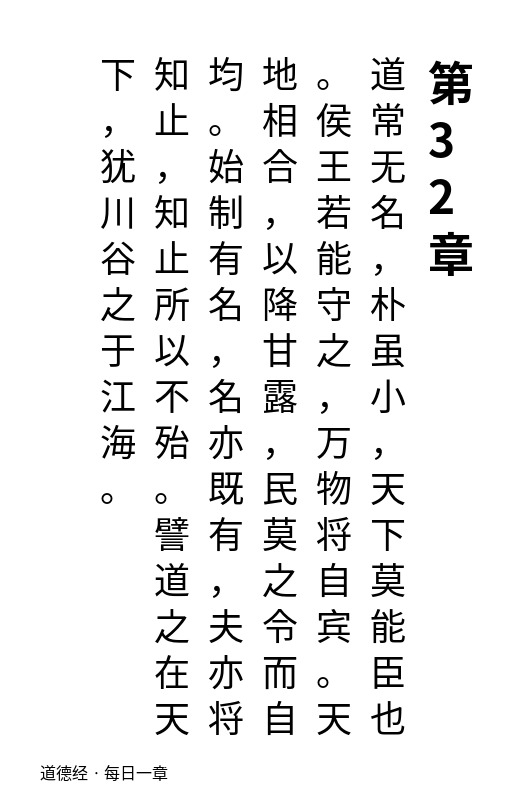 第32章
道常无名，朴虽小，天下莫能臣也
。侯王若能守之，万物将自宾。天
地相合，以降甘露，民莫之令而自
均。始制有名，名亦既有，夫亦将
知止，知止所以不殆。譬道之在天
下，犹川谷之于江海。
道德经 · 每日一章